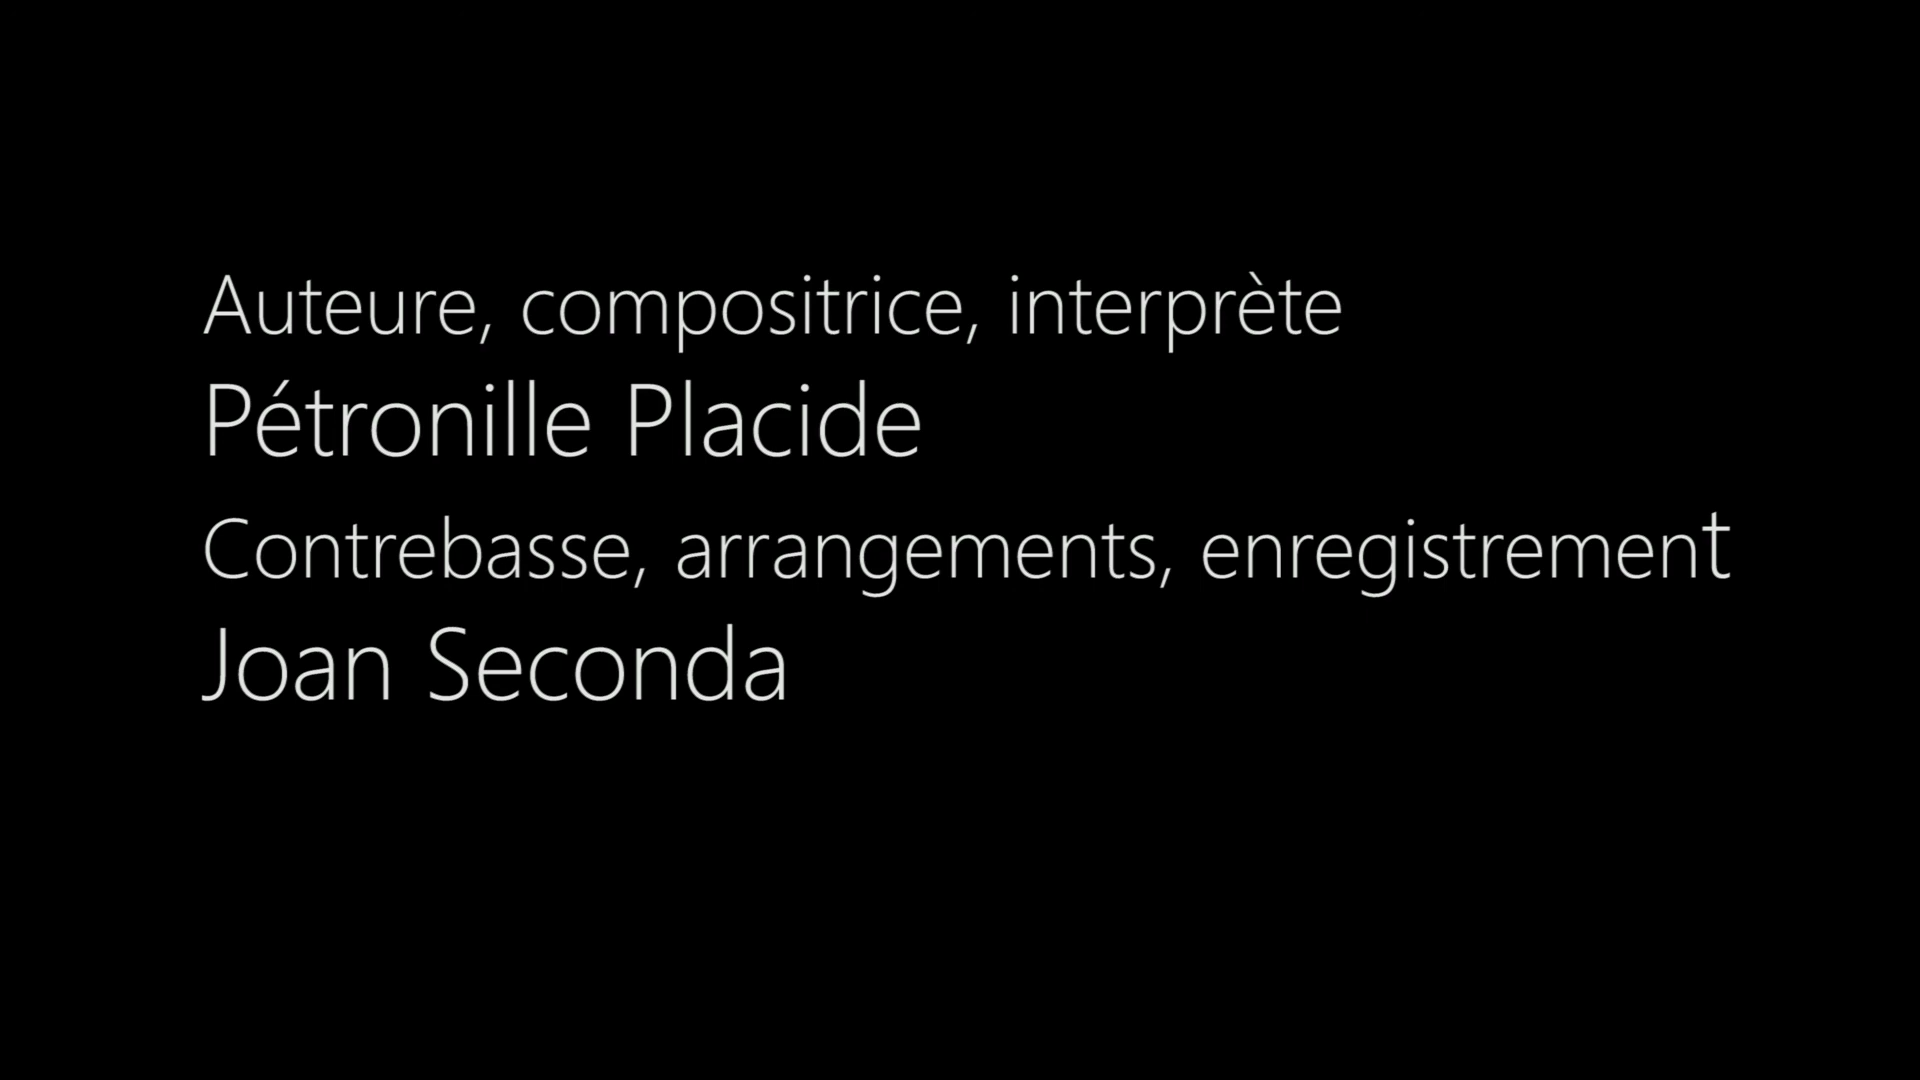 Auteure, compositrice, interprète
Pétronille Placide
Contrebasse, arrangements, enregistrement
Joan Seconda